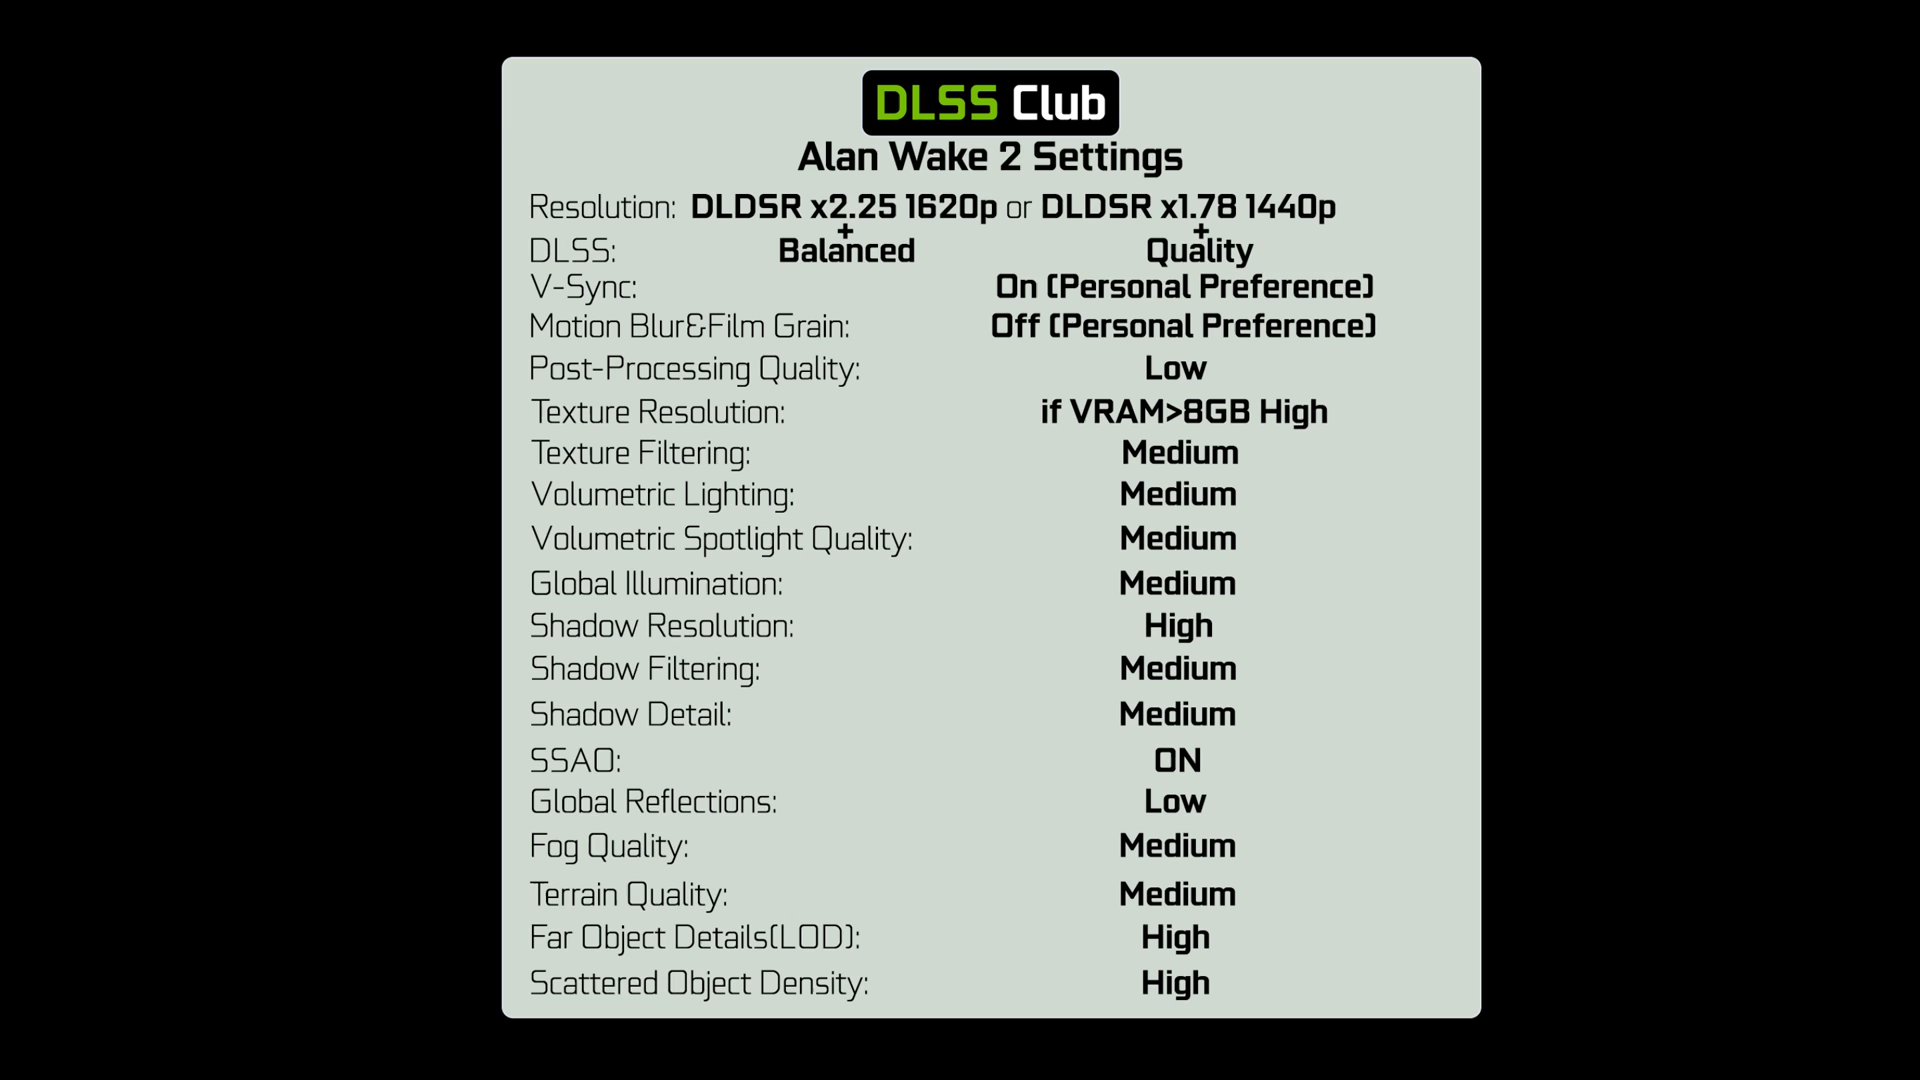 DLSS Club
Alan Wake 2 Settings
Resolution: DLDSR x2.25 1620p or DLDSR x1.78 1440p
+ +
DLSS: Balanced Quality
V-Sync: On (Personal Preference)
Motion Blur&Film Grain: Off (Personal Preference)
Post-Processing Quality: Low
Texture Resolution: if VRAM>8GB High
Texture Filtering: Medium
Volumetric Lighting: Medium
Volumetric Spotlight Quality: Medium
Global Illumination: Medium
Shadow Resolution: High
Shadow Filtering: Medium
Shadow Detail: Medium
SSAO: ON
Global Reflections: Low
Fog Quality: Medium
Terrain Quality: Medium
Far Object Details(LOD): High
Scattered Object Density: High